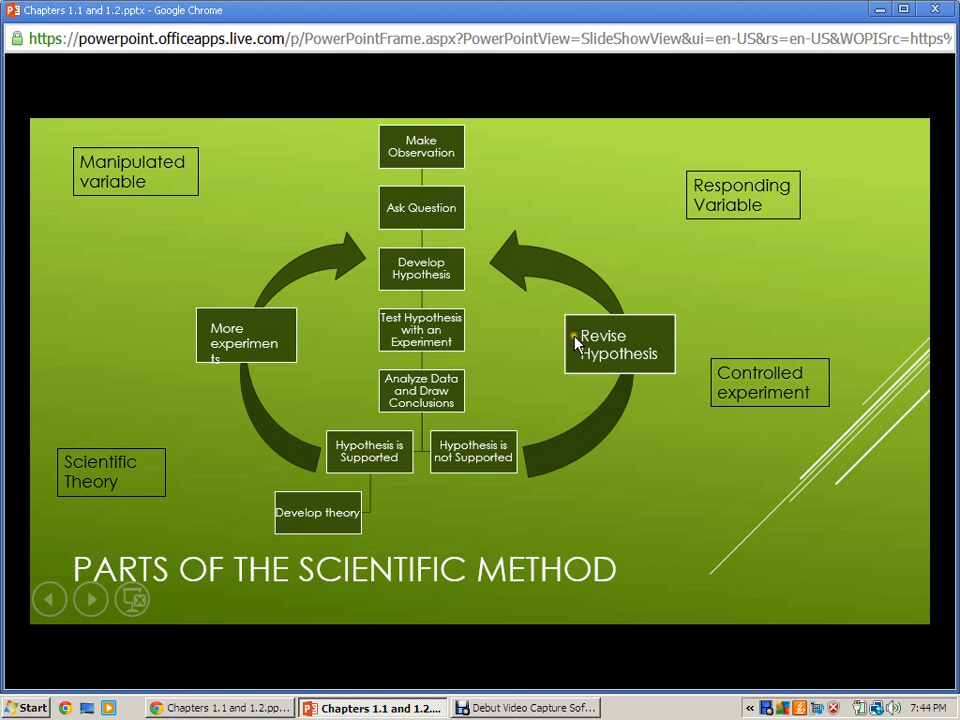 Chapters 1.1 and 1.2.pptx - Google Chrome
https://powerpoint.officeapps.live.com/p/PowerPointFrame.aspx?PowerPointView=SlideShowView&ui=en-US&rs=en-US&WOPISrc=https%
Make
Observation
Manipulated
variable
Responding
Variable
Ask Question
Develop
Hypothesis
More
experimen
ts
Test Hypothesis
with an
Experiment
Revise
Hypothesis
Controlled
experiment
Analyze Data
and Draw
Conclusions
Hypothesis is
Supported
Hypothesis is
not Supported
Scientific
Theory
Develop theory
PARTS OF THE SCIENTIFIC METHOD
Start
Chapters 1.1 and 1.2.pp...
Chapters 1.1 and 1.2....
Debut Video Capture Sof...
7:44 PM